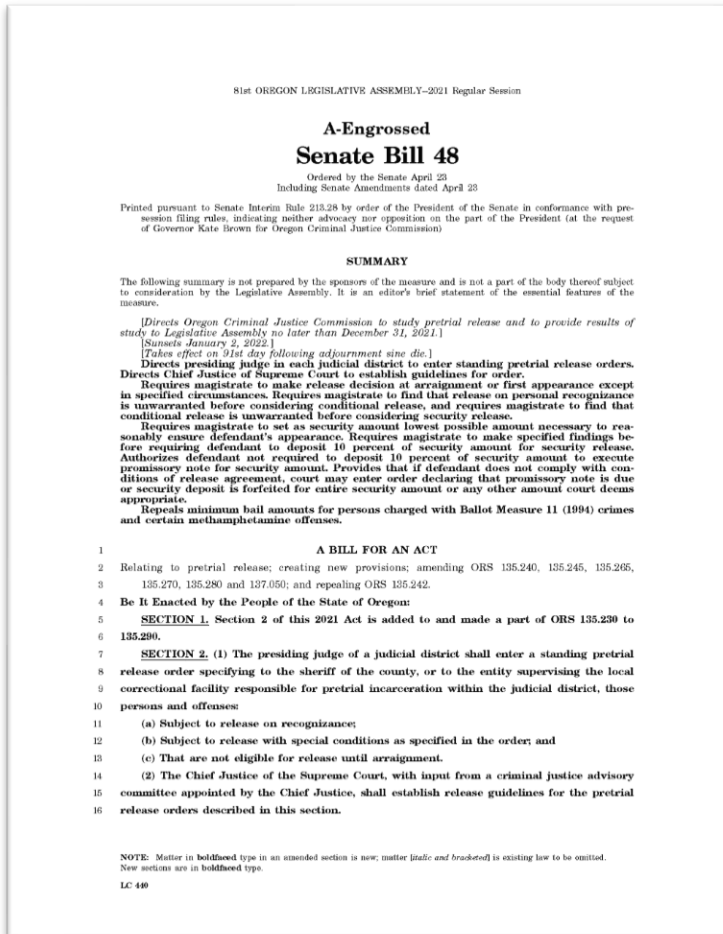 81st OREGON LEGISLATIVE ASSEMBLY--2021 Regular Session
A-Engrossed
Senate Bill 48
Ordered by the Senate April 23
Including Senate Amendments dated April 23
Printed pursuant to Senate Interim Rule 213.28 by order of the President of the Senate in conformance with pre-
session filing rules, indicating neither advocacy nor opposition on the part of the President (at the request
of Governor Kate Brown for Oregon Criminal Justice Commission)
SUMMARY
The following summary is not prepared by the sponsors of the measure and is not a part of the body thereof subject
to consideration by the Legislative Assembly. It is an editor's brief statement of the essential features of the
measure.
[Directs Oregon Criminal Justice Commission to study pretrial release and to provide results of
study to Legislative Assembly no later than December 31, 2021.]
[Sunsets January 2, 2022.]
[Takes effect on 91st day following adjournment sine die.]
Directs presiding judge in each judicial district to enter standing pretrial release orders.
Directs Chief Justice of Supreme Court to establish guidelines for order.
Requires magistrate to make release decision at arraignment or first appearance except
in specified circumstances. Requires magistrate to find that release on personal recognizance
is unwarranted before considering conditional release, and requires magistrate to find that
conditional release is unwarranted before considering security release.
Requires magistrate to set as security amount lowest possible amount necessary to rea-
sonably ensure defendant's appearance. Requires magistrate to make specified findings be-
fore requiring defendant to deposit 10 percent of security amount for security release.
Authorizes defendant not required to deposit 10 percent of security amount to execute
promissory note for security amount. Provides that if defendant does not comply with con-
ditions of release agreement, court may enter order declaring that promissory note is due
or security deposit is forfeited for entire security amount or any other amount court deems
appropriate.
Repeals minimum bail amounts for persons charged with Ballot Measure 11 (1994) crimes
and certain methamphetamine offenses.
1 A BILL FOR AN ACT
2 Relating to pretrial release; creating new provisions; amending ORS 135.240, 135.245, 135.265,
3 135.270, 135.280 and 137.050; and repealing ORS 135.242.
4 Be It Enacted by the People of the State of Oregon:
5 SECTION 1. Section 2 of this 2021 Act is added to and made a part of ORS 135.230 to
6 135.290.
7 SECTION 2. (1) The presiding judge of a judicial district shall enter a standing pretrial
8 release order specifying to the sheriff of the county, or to the entity supervising the local
9 correctional facility responsible for pretrial incarceration within the judicial district, those
10 persons and offenses:
11 (a) Subject to release on recognizance;
12 (b) Subject to release with special conditions as specified in the order; and
13 (c) That are not eligible for release until arraignment.
14 (2) The Chief Justice of the Supreme Court, with input from a criminal justice advisory
15 committee appointed by the Chief Justice, shall establish release guidelines for the pretrial
16 release orders described in this section.
NOTE: Matter in boldfaced type in an amended section is new; matter [italic and bracketed] is existing law to be omitted.
New sections are in boldfaced type.
LC 440